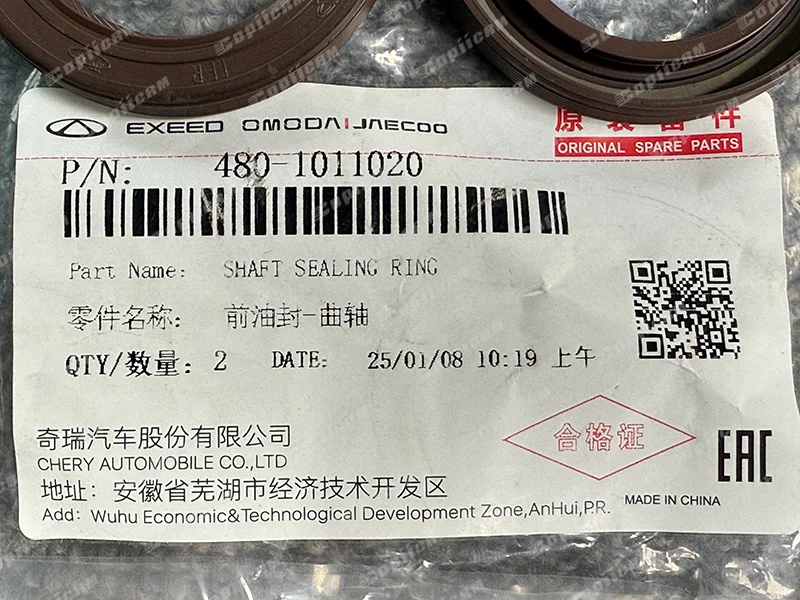 EXEED OMODA | JAECOO
原装备件
ORIGINAL SPARE PARTS
P/N: 480-1011020
Part Name: SHAFT SEALING RING
零件名称: 前油封-曲轴
QTY/数量: 2 DATE: 25/01/08 10:19 上午
奇瑞汽车股份有限公司
CHERY AUTOMOBILE CO.,LTD
地址：安徽省芜湖市经济技术开发区
Add: Wuhu Economic&Technological Development Zone,AnHui,P.R.
合格证
EAC
MADE IN CHINA
CopiiCAM